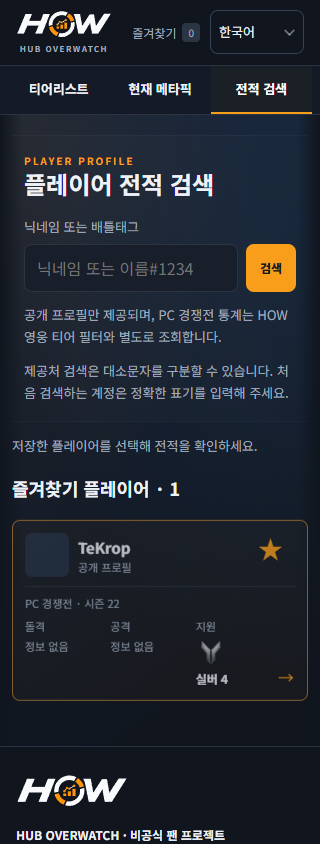 HOW
HUB OVERWATCH
즐겨찾기 0
한국어
티어리스트 현재 메타픽 전적 검색
PLAYER PROFILE
플레이어 전적 검색
닉네임 또는 배틀태그
닉네임 또는 이름#1234 검색
공개 프로필만 제공되며, PC 경쟁전 통계는 HOW
영웅 티어 필터와 별도로 조회합니다.
제공처 검색은 대소문자를 구분할 수 있습니다. 처
음 검색하는 계정은 정확한 표기를 입력해 주세요.
저장한 플레이어를 선택해 전적을 확인하세요.
즐겨찾기 플레이어 · 1
TeKrop
공개 프로필
PC 경쟁전 · 시즌 22
돌격 공격 지원
정보 없음 정보 없음
실버 4 →
HOW
HUB OVERWATCH · 비공식 팬 프로젝트